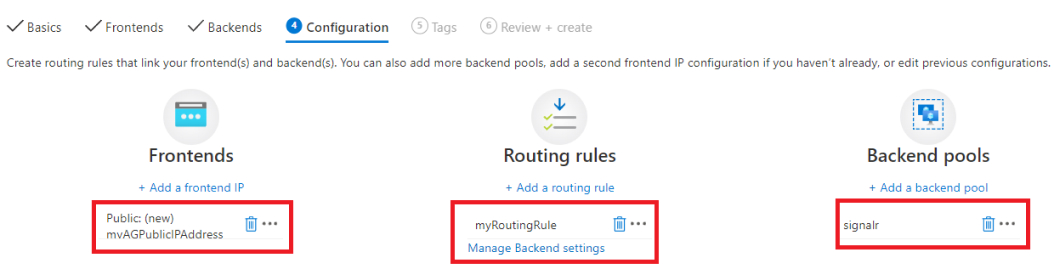 Basics Frontends Backends 4 Configuration 5 Tags 6 Review + create
Create routing rules that link your frontend(s) and backend(s). You can also add more backend pools, add a second frontend IP configuration if you haven't already, or edit previous configurations.
Frontends
+ Add a frontend IP
Public: (new)
mvAGPublicIPAddress
Routing rules
+ Add a routing rule
myRoutingRule
Manage Backend settings
Backend pools
+ Add a backend pool
signalr